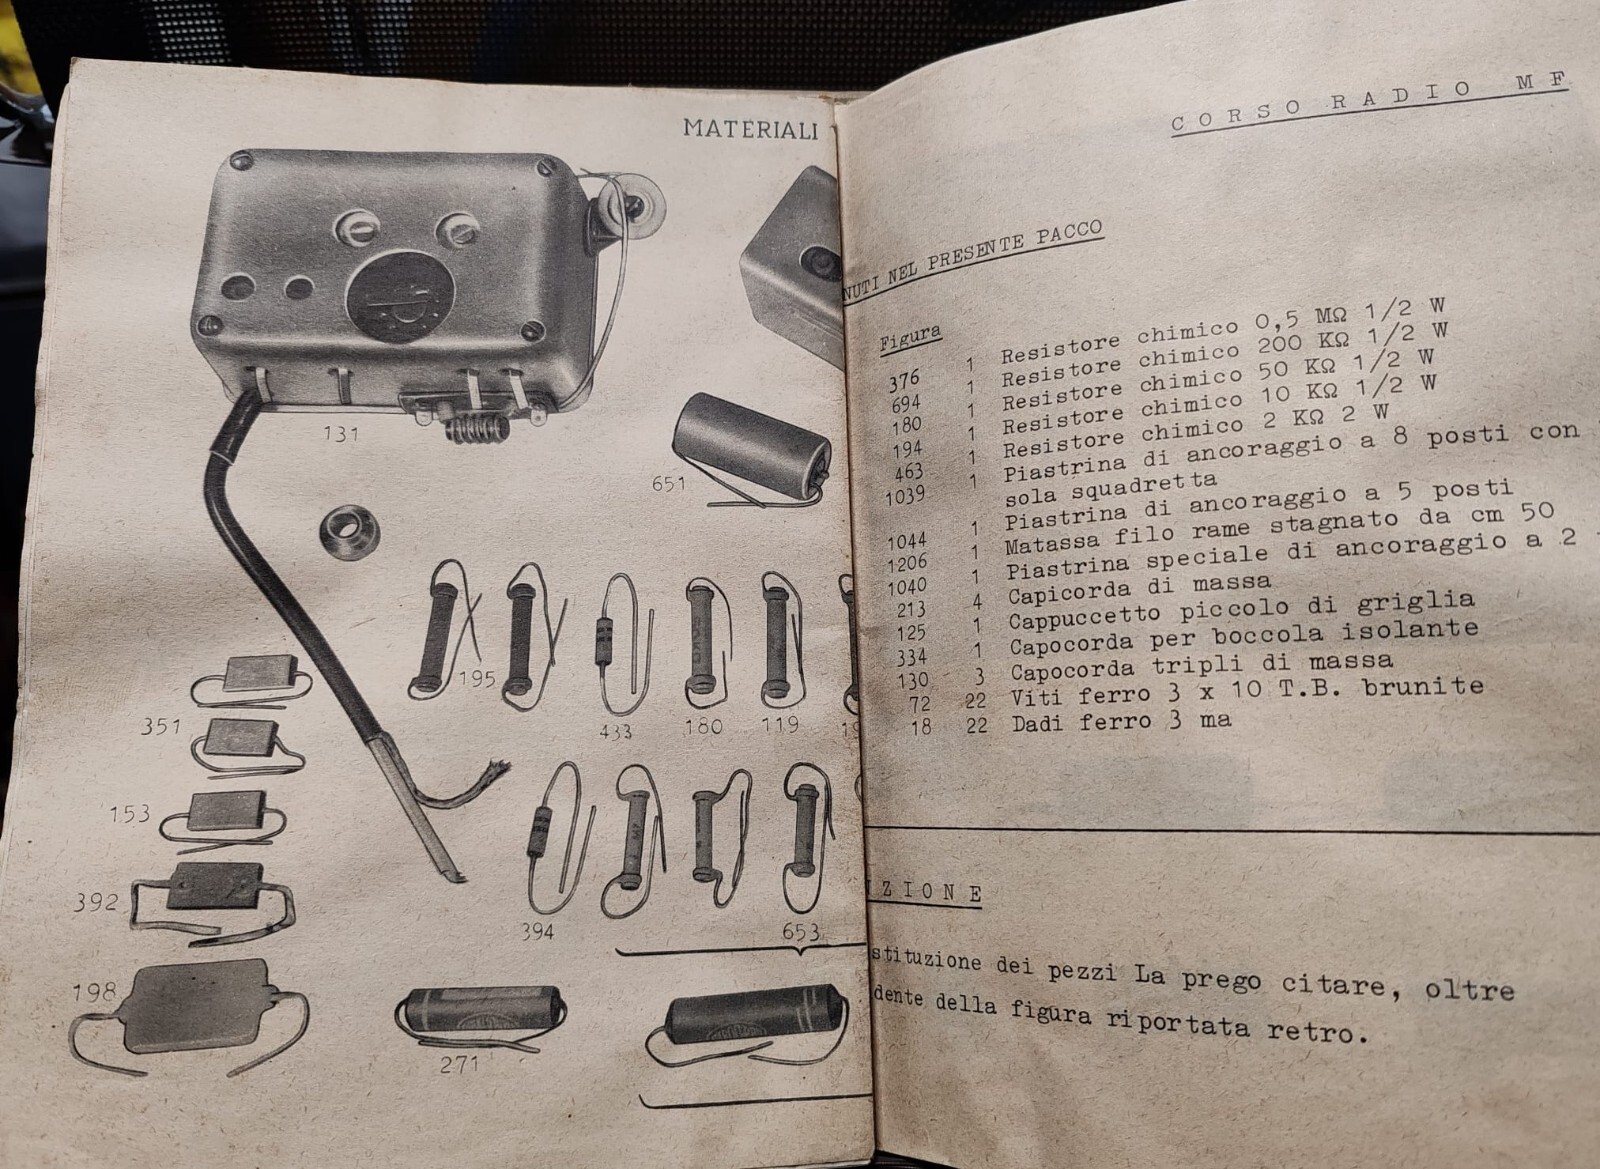 MATERIALI
131
651
195
433
180
119
351
153
394
653
392
198
271
CORSO RADIO MF
NUTI NEL PRESENTE PACCO
Figura
376 1 Resistore chimico 0,5 MΩ 1/2 W
694 1 Resistore chimico 200 KΩ 1/2 W
180 1 Resistore chimico 50 KΩ 1/2 W
194 1 Resistore chimico 10 KΩ 1/2 W
463 1 Resistore chimico 2 KΩ 2 W
1039 1 Piastrina di ancoraggio a 8 posti con
sola squadretta
1044 1 Piastrina di ancoraggio a 5 posti
1206 1 Matassa filo rame stagnato da cm 50
1040 1 Piastrina speciale di ancoraggio a 2
213 4 Capicorda di massa
125 1 Cappuccetto piccolo di griglia
334 1 Capocorda per boccola isolante
130 3 Capocorda tripli di massa
72 22 Viti ferro 3 x 10 T.B. brunite
18 22 Dadi ferro 3 ma
IZIONE
stituzione dei pezzi La prego citare, oltre
dente della figura riportata retro.